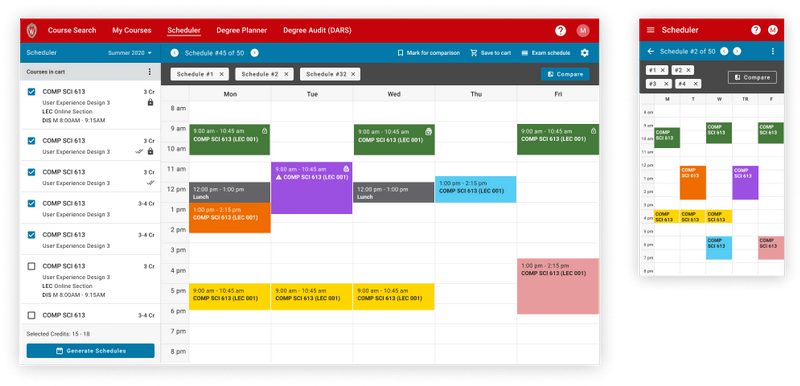 Course Search My Courses Scheduler Degree Planner Degree Audit (DARS) ? M
Scheduler Summer 2020 Schedule #45 of 50 Mark for comparison Save to cart Exam schedule
Courses in cart
Schedule #1 × Schedule #2 × Schedule #32 × Compare
Mon Tue Wed Thu Fri
COMP SCI 613 3 Cr
User Experience Design 3
LEC Online Section
DIS M 8:00AM - 9:15AM
COMP SCI 613 3 Cr
User Experience Design 3
COMP SCI 613 3 Cr
User Experience Design 3
COMP SCI 613 3-4 Cr
User Experience Design 3
COMP SCI 613 3-4 Cr
User Experience Design 3
COMP SCI 613 3 Cr
User Experience Design 3
LEC Online Section
DIS M 8:00AM - 9:15AM
COMP SCI 613 3-4 Cr
Selected Credits: 15 - 18
Generate Schedules
8 am
9 am
10 am
11 am
12 pm
1 pm
2 pm
3 pm
4 pm
5 pm
6 pm
7 pm
8 pm
9:00 am - 10:45 am
COMP SCI 613 (LEC 001)
12:00 pm - 1:00 pm
Lunch
1:00 pm - 2:15 pm
COMP SCI 613 (LEC 001)
9:00 am - 10:45 am
COMP SCI 613 (LEC 001)
9:00 am - 10:45 am
COMP SCI 613 (LEC 001)
9:00 am - 10:45 am
COMP SCI 613 (LEC 001)
9:00 am - 10:45 am
COMP SCI 613 (LEC 001)
12:00 pm - 1:00 pm
Lunch
9:00 am - 10:45 am
COMP SCI 613 (LEC 001)
1:00 pm - 2:15 pm
COMP SCI 613 (LEC 001)
9:00 am - 10:45 am
COMP SCI 613 (LEC 001)
1:00 pm - 2:15 pm
COMP SCI 613 (LEC 001)
Scheduler ? M
Schedule #2 of 50
#1 × #2 ×
#3 × #4 ×
Compare
M T W TR F
8 am
9 am
10 am
11 am
12 pm
1 pm
2 pm
3 pm
4 pm
5 pm
6 pm
7 pm
8 pm
COMP
SCI 613
COMP
SCI 613
COMP
SCI 613
COMP
SCI 613
COMP
SCI 613
COMP
SCI 613
COMP
SCI 613
COMP
SCI 613
COMP
SCI 613
COMP
SCI 613